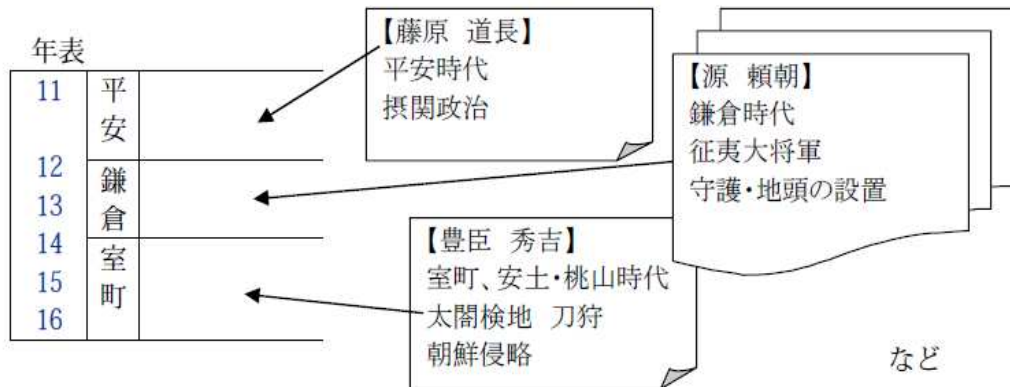 年表
11
12
13
14
15
16
平安
鎌倉
室町
【藤原 道長】
平安時代
摂関政治
【源 頼朝】
鎌倉時代
征夷大将軍
守護・地頭の設置
【豊臣 秀吉】
室町、安土・桃山時代
太閤検地 刀狩
朝鮮侵略
など